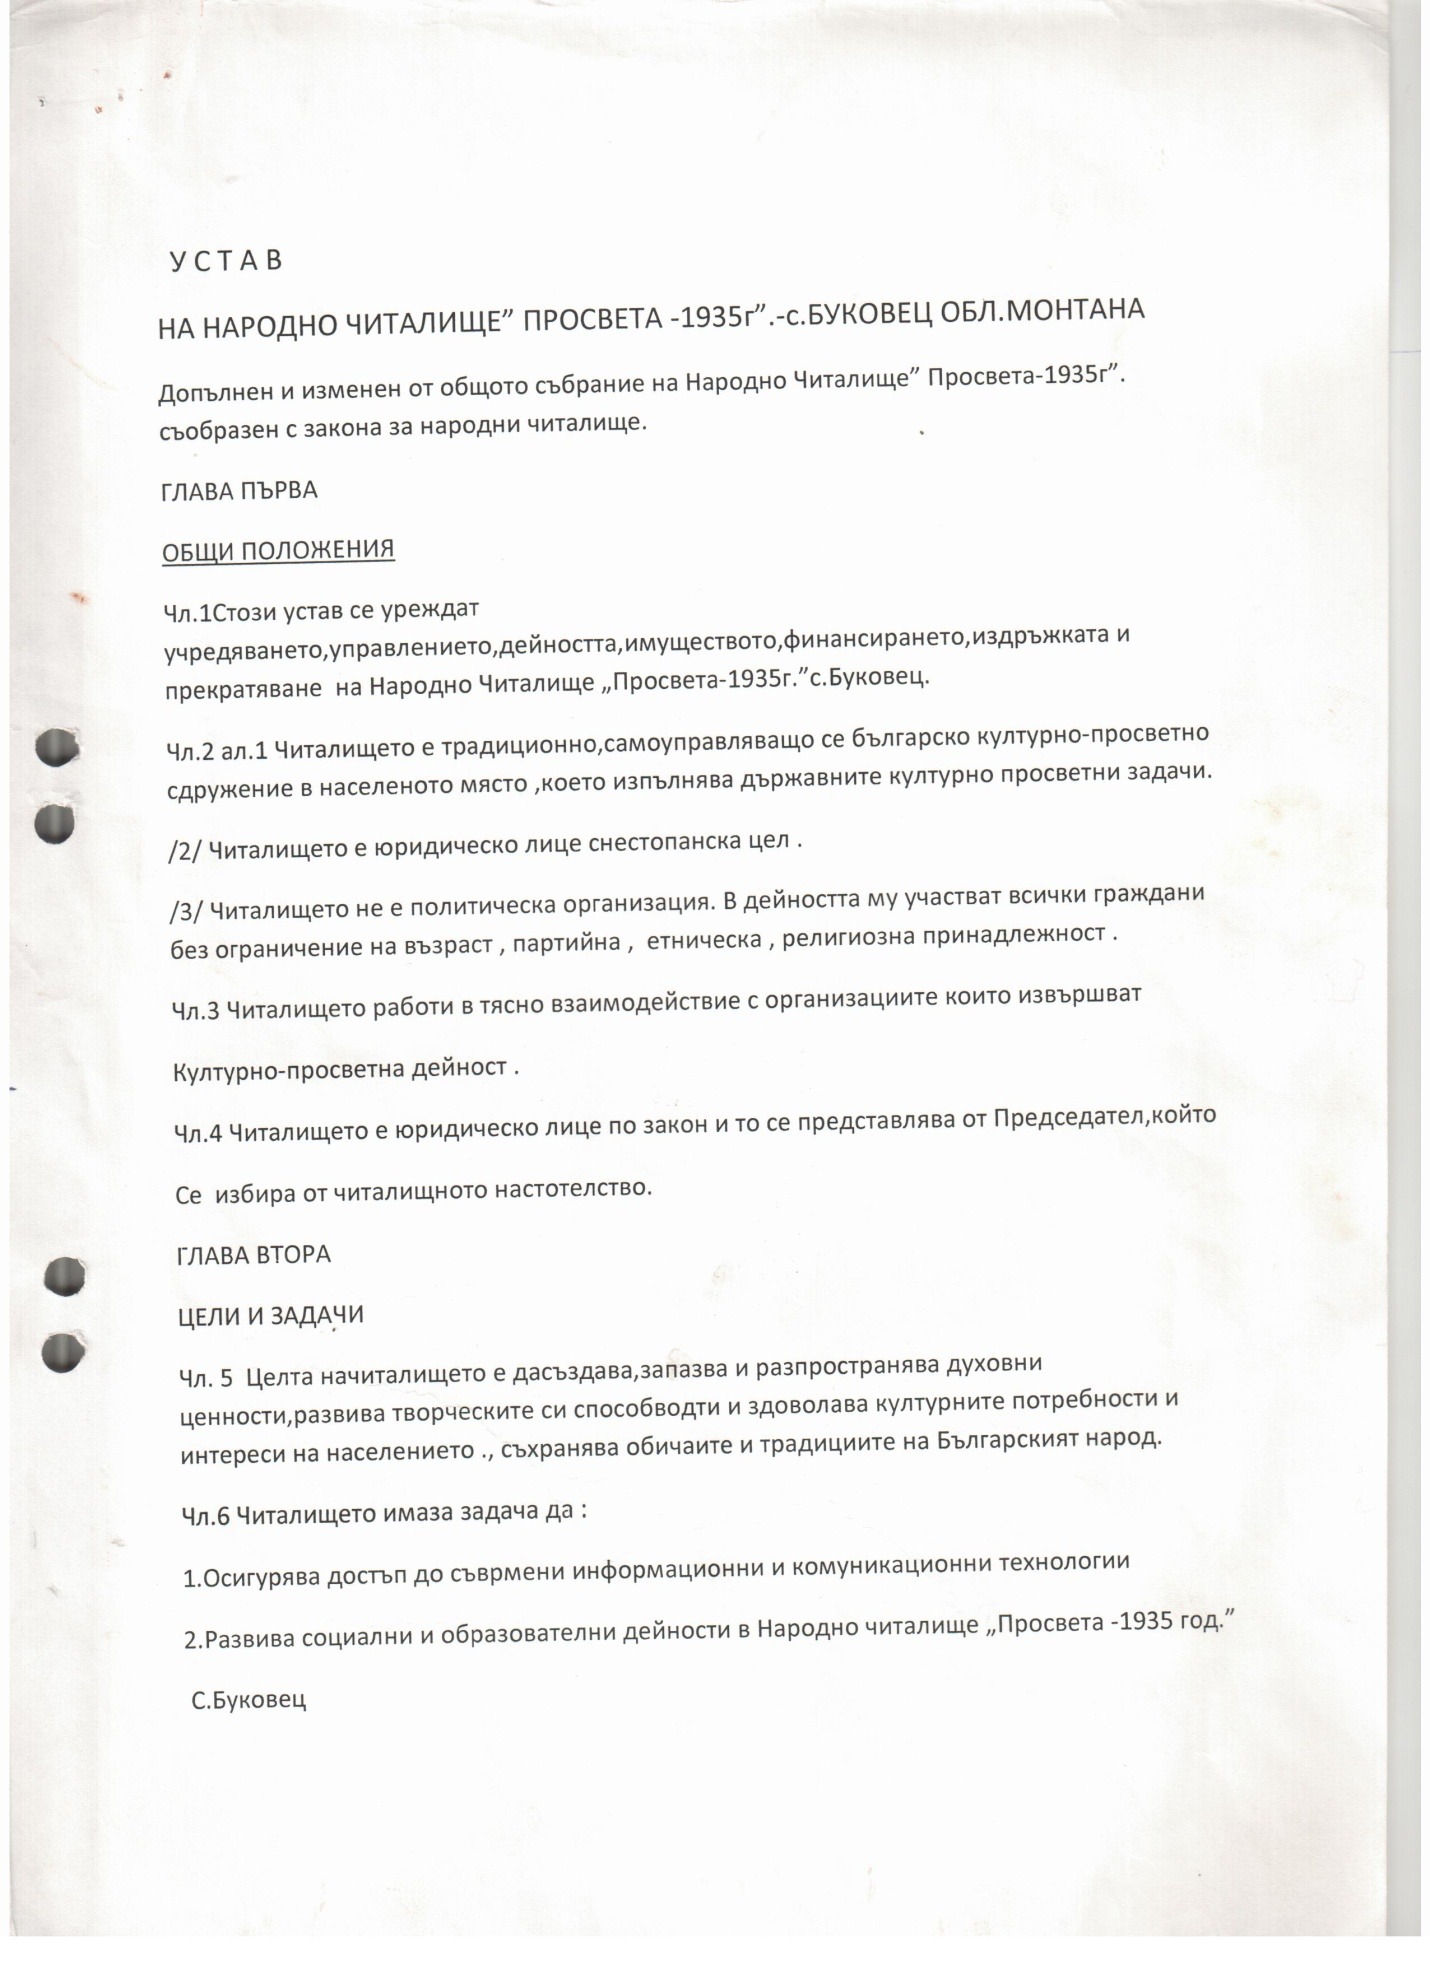 У С Т А В
НА НАРОДНО ЧИТАЛИЩЕ” ПРОСВЕТА -1935г”.-с.БУКОВЕЦ ОБЛ.МОНТАНА
Допълнен и изменен от общото събрание на Народно Читалище” Просвета-1935г”.
съобразен с закона за народни читалище.
ГЛАВА ПЪРВА
ОБЩИ ПОЛОЖЕНИЯ
Чл.1Стози устав се уреждат
учредяването,управлението,дейността,имуществото,финансирането,издръжката и
прекратяване  на Народно Читалище „Просвета-1935г.”с.Буковец.
Чл.2 ал.1 Читалището е традиционно,самоуправляващо се българско културно-просветно
сдружение в населеното място ,което изпълнява държавните културно просветни задачи.
/2/ Читалището е юридическо лице снестопанска цел .
/3/ Читалището не е политическа организация. В дейността му участват всички граждани
без ограничение на възраст , партийна ,  етническа , религиозна принадлежност .
Чл.3 Читалището работи в тясно взаимодействие с организациите които извършват
Културно-просветна дейност .
Чл.4 Читалището е юридическо лице по закон и то се представлява от Председател,който
Се  избира от читалищното настотелство.
ГЛАВА ВТОРА
ЦЕЛИ И ЗАДАЧИ
Чл. 5  Целта начиталището е дасъздава,запазва и разпространява духовни
ценности,развива творческите си способводти и здоволава културните потребности и
интереси на населението ., съхранява обичаите и традициите на Българският народ.
Чл.6 Читалището имаза задача да :
1.Осигурява достъп до съврмени информационни и комуникационни технологии
2.Развива социални и образователни дейности в Народно читалище „Просвета -1935 год.”
С.Буковец